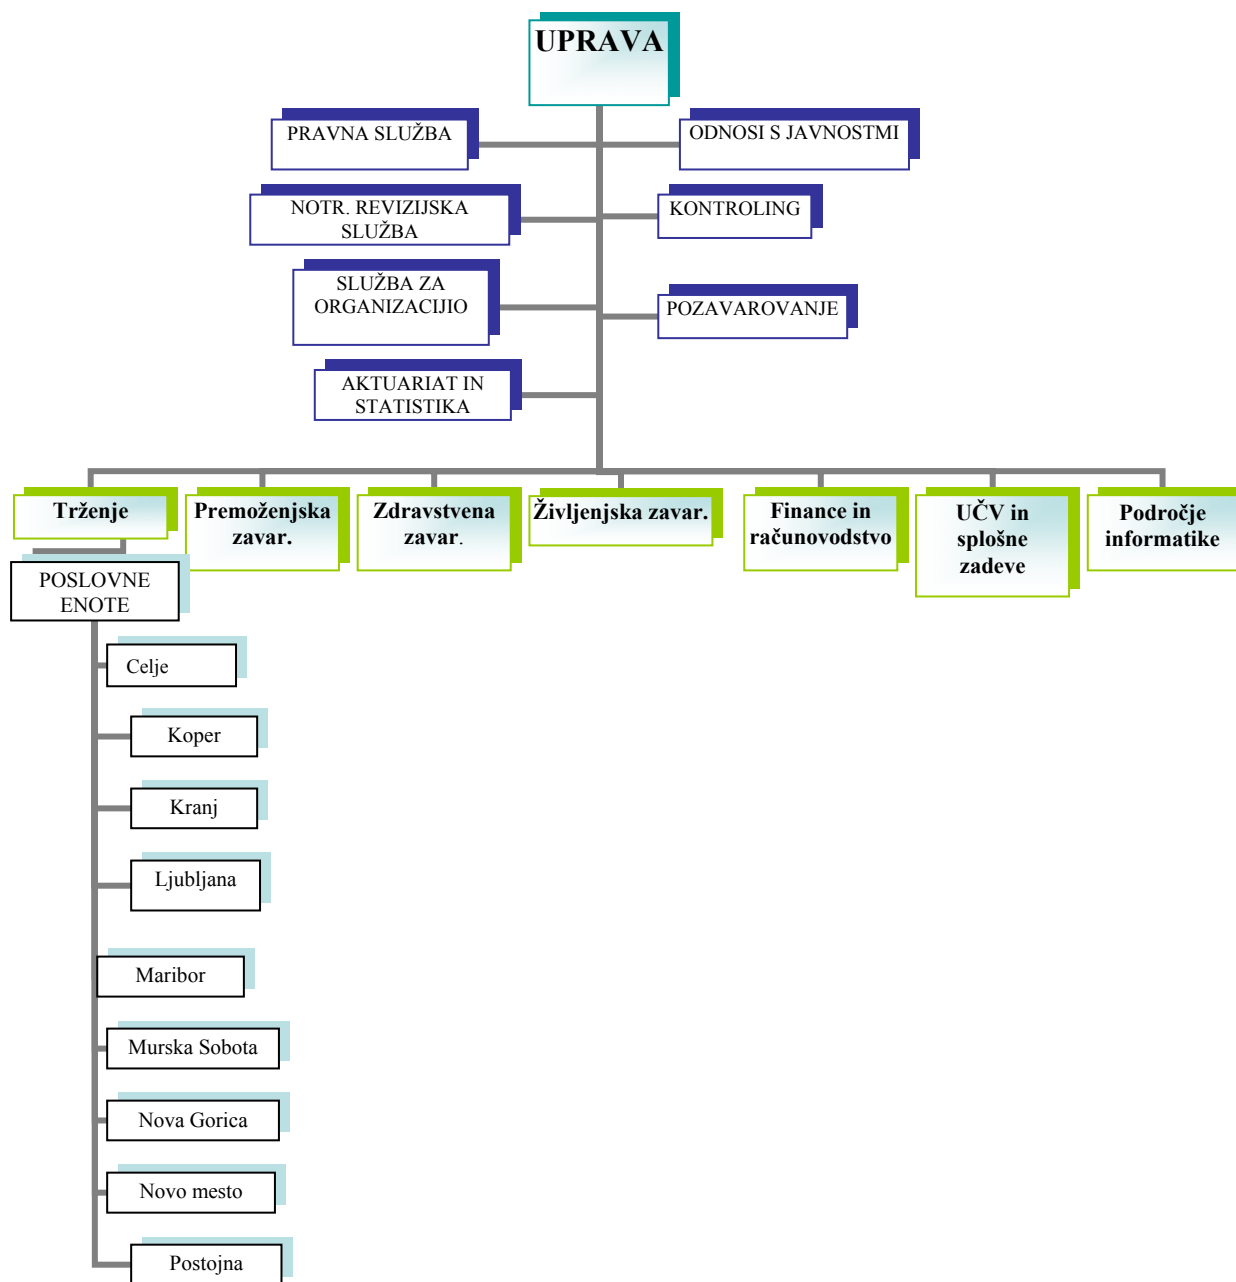 UPRAVA
PRAVNA SLUŽBA
ODNOSI S JAVNOSTMI
NOTR. REVIZIJSKA
SLUŽBA
KONTROLING
SLUŽBA ZA
ORGANIZACIJIO
POZAVAROVANJE
AKTUARIAT IN
STATISTIKA
Trženje
Premoženjska
zavar.
Zdravstvena
zavar.
Življenjska zavar.
Finance in
računovodstvo
UČV in
splošne
zadeve
Področje
informatike
POSLOVNE
ENOTE
Celje
Koper
Kranj
Ljubljana
Maribor
Murska Sobota
Nova Gorica
Novo mesto
Postojna